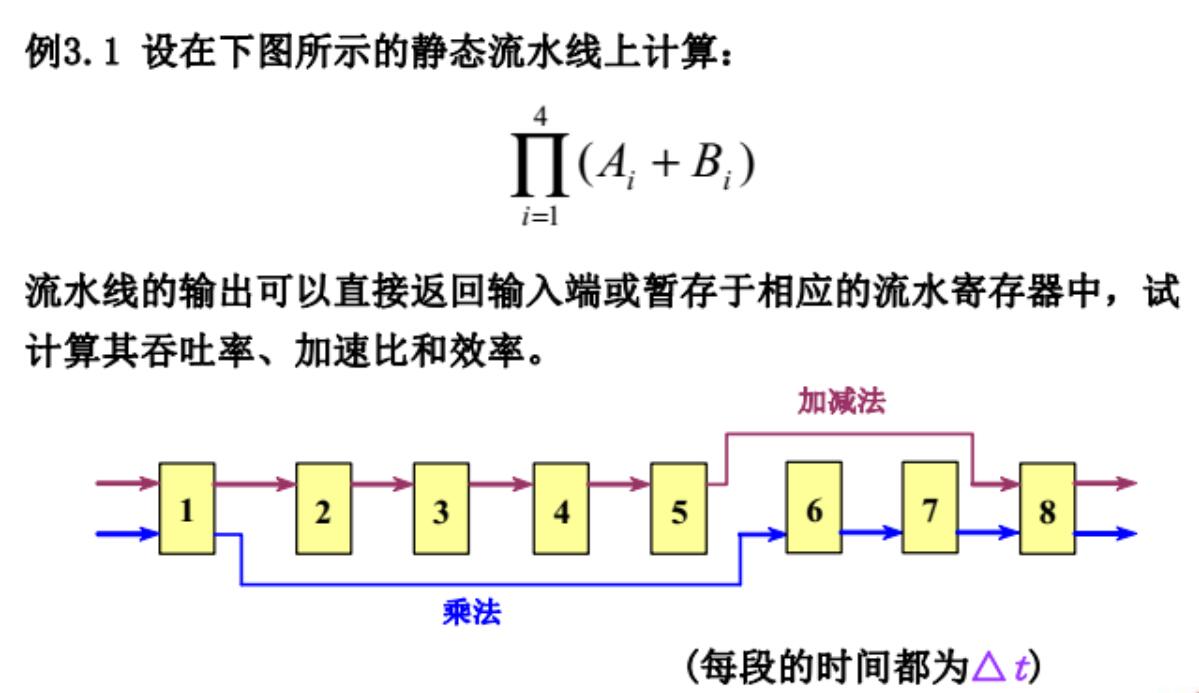 例3.1 设在下图所示的静态流水线上计算：
4
∏(Aᵢ + Bᵢ)
i=1
流水线的输出可以直接返回输入端或暂存于相应的流水寄存器中，试
计算其吞吐率、加速比和效率。
加减法
1 2 3 4 5 6 7 8
乘法
(每段的时间都为△t)